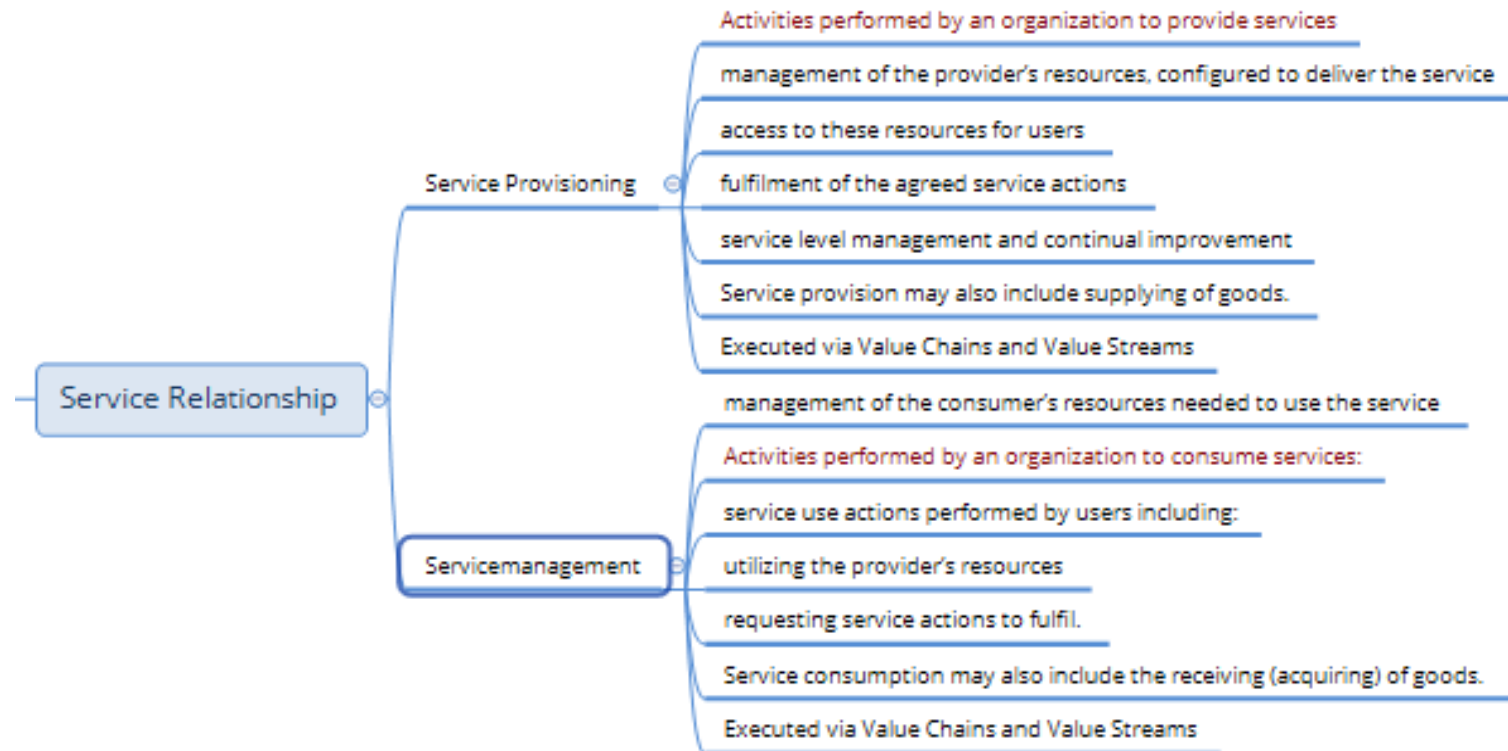 Service Relationship
Service Provisioning
Activities performed by an organization to provide services
management of the provider's resources, configured to deliver the service
access to these resources for users
fulfilment of the agreed service actions
service level management and continual improvement
Service provision may also include supplying of goods.
Executed via Value Chains and Value Streams
Servicemanagement
management of the consumer's resources needed to use the service
Activities performed by an organization to consume services:
service use actions performed by users including:
utilizing the provider's resources
requesting service actions to fulfil.
Service consumption may also include the receiving (acquiring) of goods.
Executed via Value Chains and Value Streams